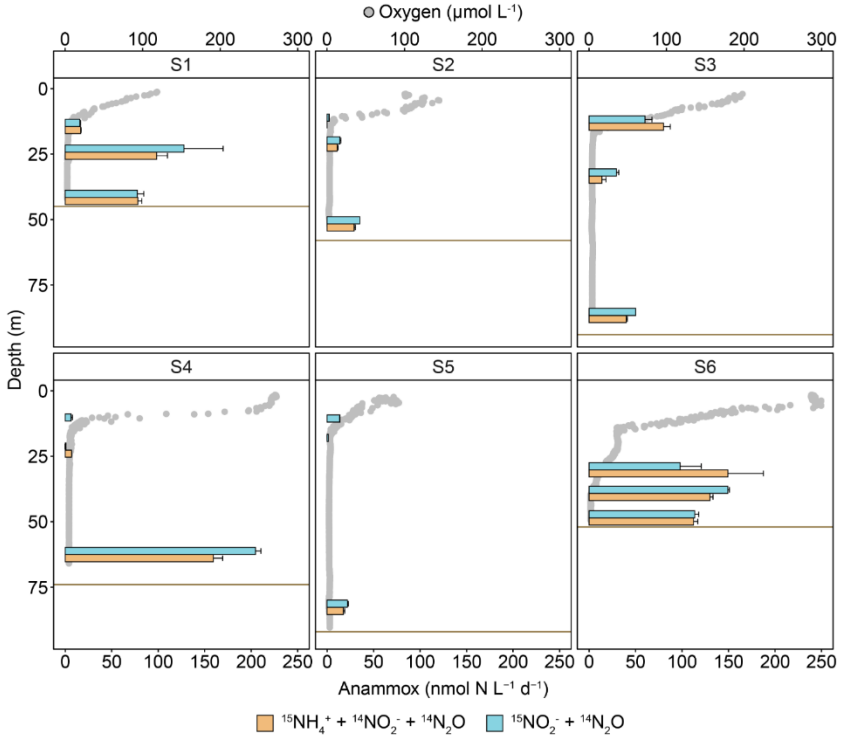 Oxygen (µmol L⁻¹)
0 100 200 300 0 100 200 300 0 100 200 300
S1 S2 S3
0
25
50
75
Depth (m)
S4 S5 S6
0
25
50
75
0 50 100 150 200 250 0 50 100 150 200 250 0 50 100 150 200 250
Anammox (nmol N L⁻¹ d⁻¹)
¹⁵NH₄⁺ + ¹⁴NO₂⁻ + ¹⁴N₂O ¹⁵NO₂⁻ + ¹⁴N₂O